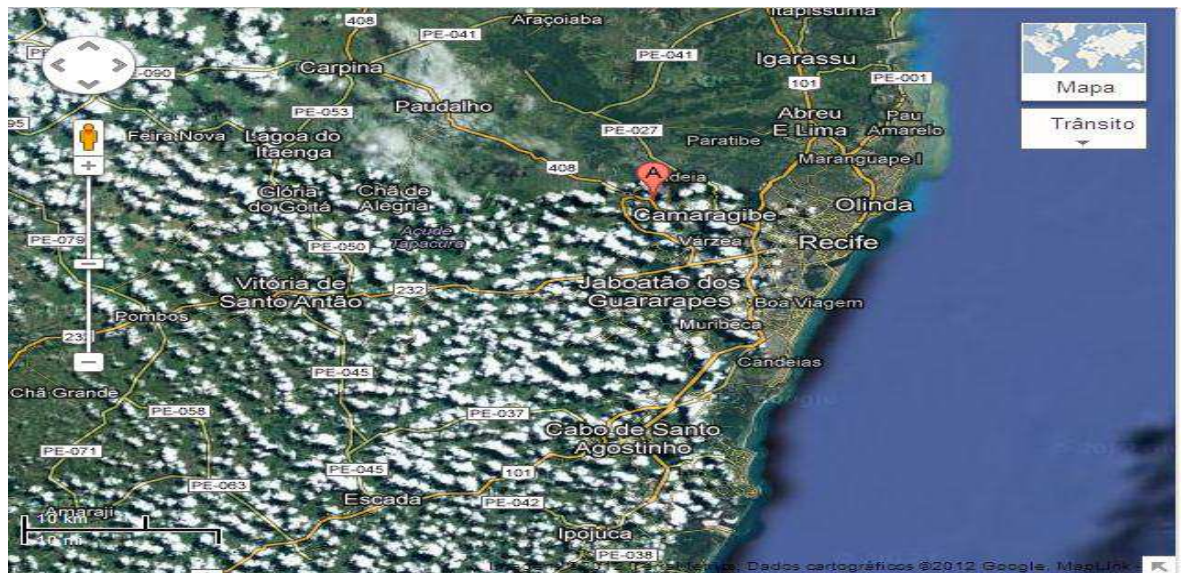 Itapissuma
408
Araçoiaba
PE-041
PE-041
Igarassu
PE-090
Carpina
101
PE-001
Mapa
Paudalho
PE-053
Abreu
E Lima
Pau
Amarelo
95
Feira Nova
Lagoa do
Itaenga
PE-027
Paratibe
Trânsito
Maranguape I
408
A
Aldeia
Glória
do Goitá
Chã de
Alegria
Camaragibe
Olinda
PE-079
PE-050
Açude
Tapacurá
Varzea
Recife
Vitória de
Santo Antão
232
Jaboatão dos
Guararapes
Boa Viagem
Pombos
Muribeca
232
Candeias
PE-045
Chã Grande
PE-058
PE-037
Cabo de Santo
Agostinho
PE-071
PE-045
101
PE-063
Escada
PE-042
Amaraji
10 km
10 mi
Ipojuca
PE-038
Dados cartográficos ©2012 Google, MapLink -